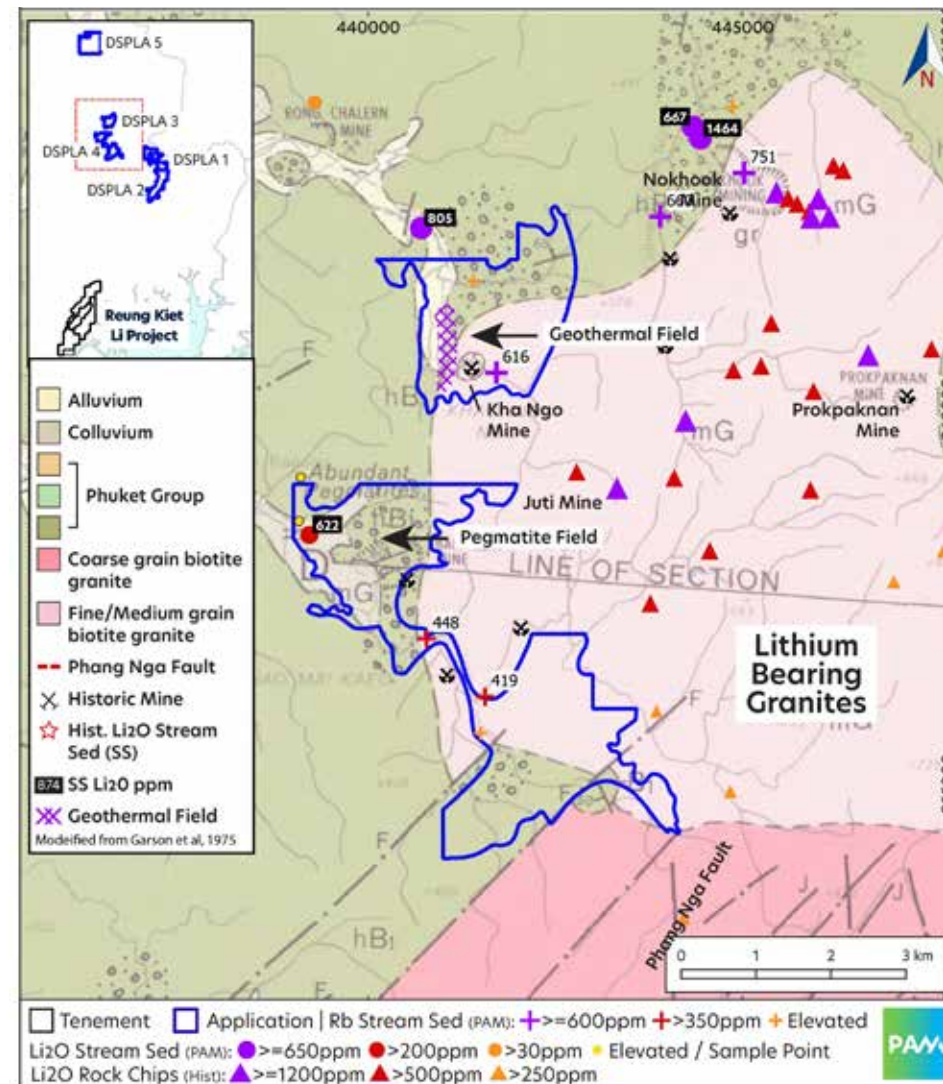 440000
445000
N
DSPLA 5
DSPLA 3
DSPLA 4
DSPLA 1
DSPLA 2
Reung Kiet
Li Project
RONG CHALERN
MINE
667
1464
751
Nokhook
Mine
mG
gr
805
Geothermal Field
F
616
Kha Ngo
Mine
PROKPAKNAN
MINE
Prokpaknan
Mine
mG
Abundant
Pegmatites
Juti Mine
622
Pegmatite Field
LINE OF SECTION
448
419
Lithium
Bearing
Granites
F
F
F
F
hB1
Phang Nga Fault
J
J
Alluvium
Colluvium
Phuket Group
Coarse grain biotite
granite
Fine/Medium grain
biotite granite
Phang Nga Fault
Historic Mine
Hist. Li2O Stream
Sed (SS)
874 SS Li2O ppm
Geothermal Field
Modeified from Garson et al, 1975
0 1 2 3 km
Tenement Application | Rb Stream Sed (PAM): >=600ppm >350ppm Elevated
Li2O Stream Sed (PAM): >=650ppm >200ppm >30ppm Elevated / Sample Point
Li2O Rock Chips (Hist): >=1200ppm >500ppm >250ppm